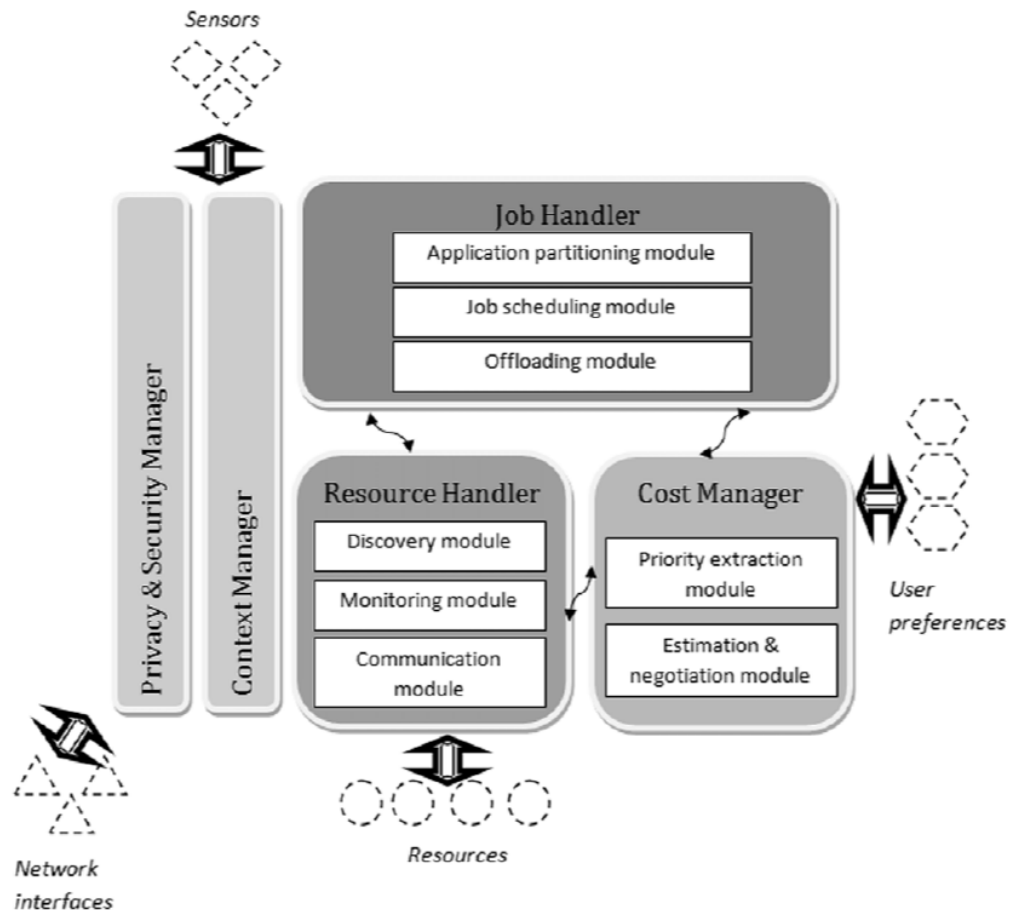 Sensors
Job Handler
Application partitioning module
Job scheduling module
Offloading module
Privacy & Security Manager
Context Manager
Resource Handler
Discovery module
Monitoring module
Communication
module
Cost Manager
Priority extraction
module
Estimation &
negotiation module
User
preferences
Resources
Network
interfaces